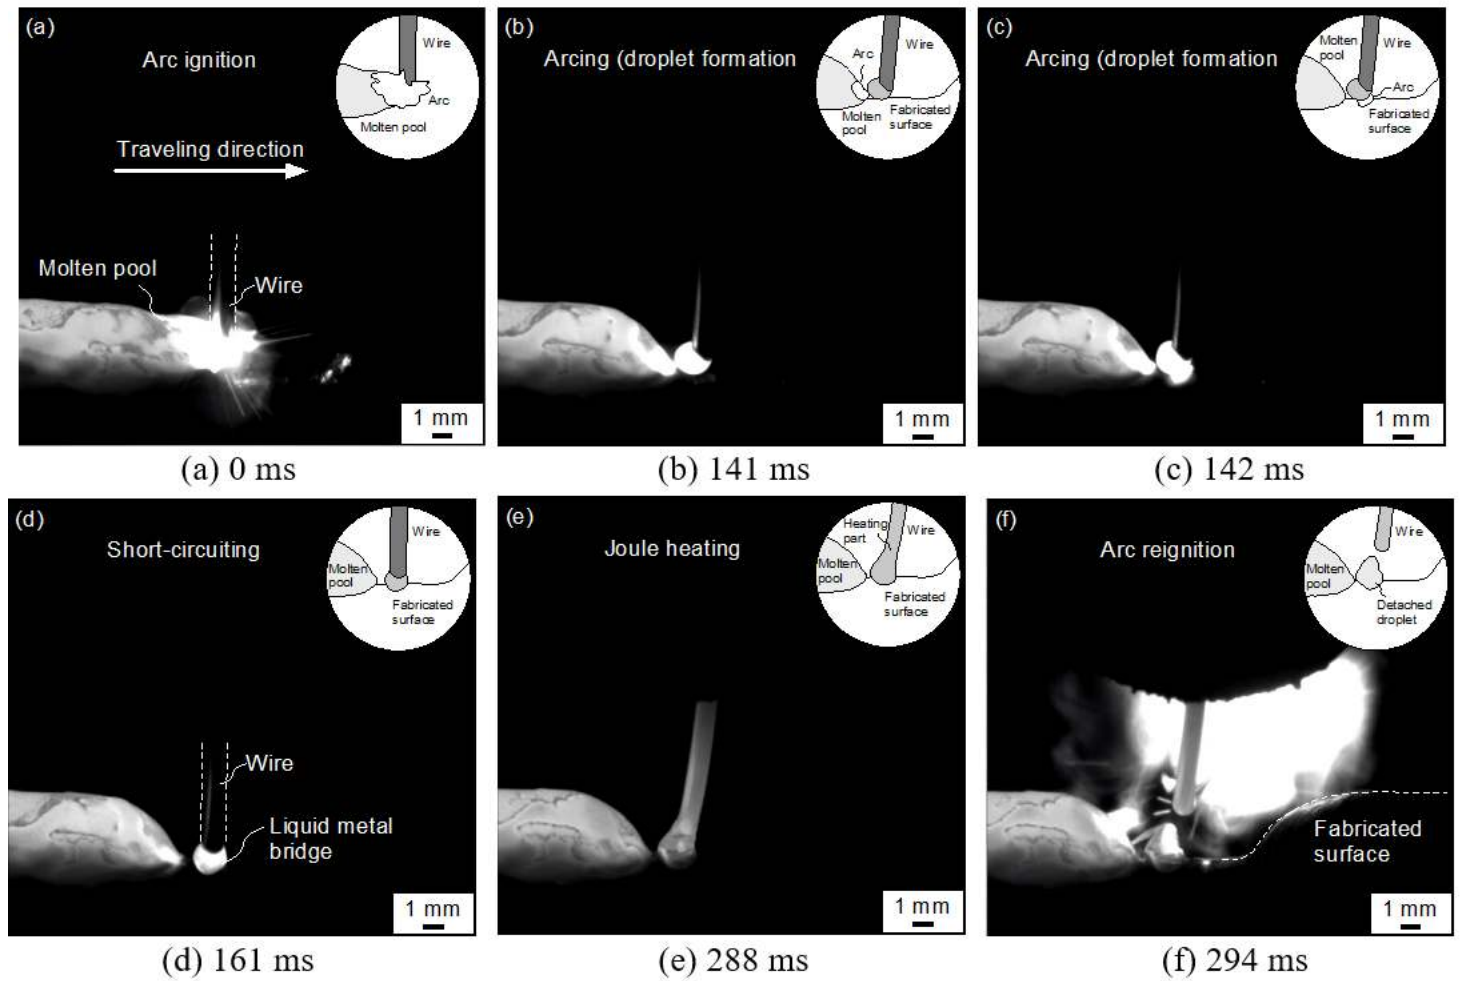 (a)
Arc ignition
Wire
Arc
Molten pool
Traveling direction
Molten pool
Wire
1 mm
(a) 0 ms
(b)
Arcing (droplet formation
Arc
Wire
Molten
pool
Fabricated
surface
1 mm
(b) 141 ms
(c)
Arcing (droplet formation
Molten
pool
Wire
Arc
Fabricated
surface
1 mm
(c) 142 ms
(d)
Short-circuiting
Wire
Molten
pool
Fabricated
surface
Wire
Liquid metal
bridge
1 mm
(d) 161 ms
(e)
Joule heating
Heating
part
Wire
Molten
pool
Fabricated
surface
1 mm
(e) 288 ms
(f)
Arc reignition
Wire
Molten
pool
Detached
droplet
Fabricated
surface
1 mm
(f) 294 ms